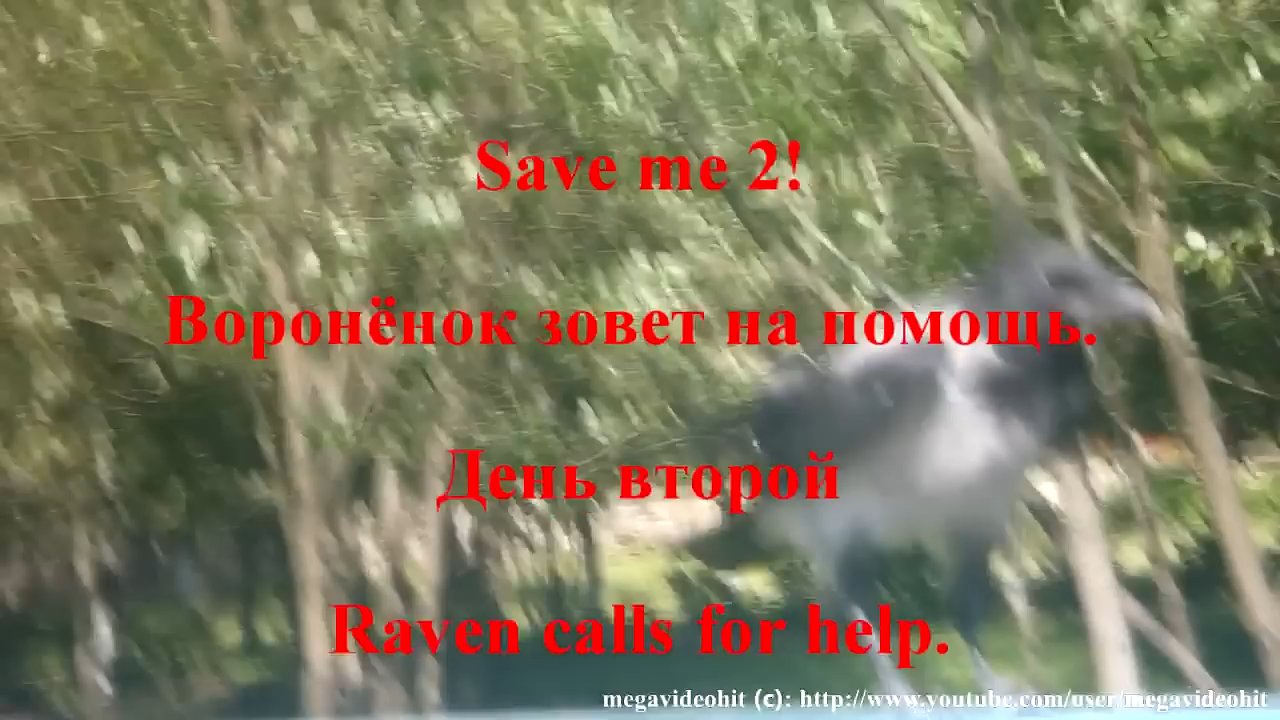 Save me 2!
Воронёнок зовет на помощь.
День второй
Raven calls for help.
megavideohit (c): http://www.youtube.com/user/megavideohit